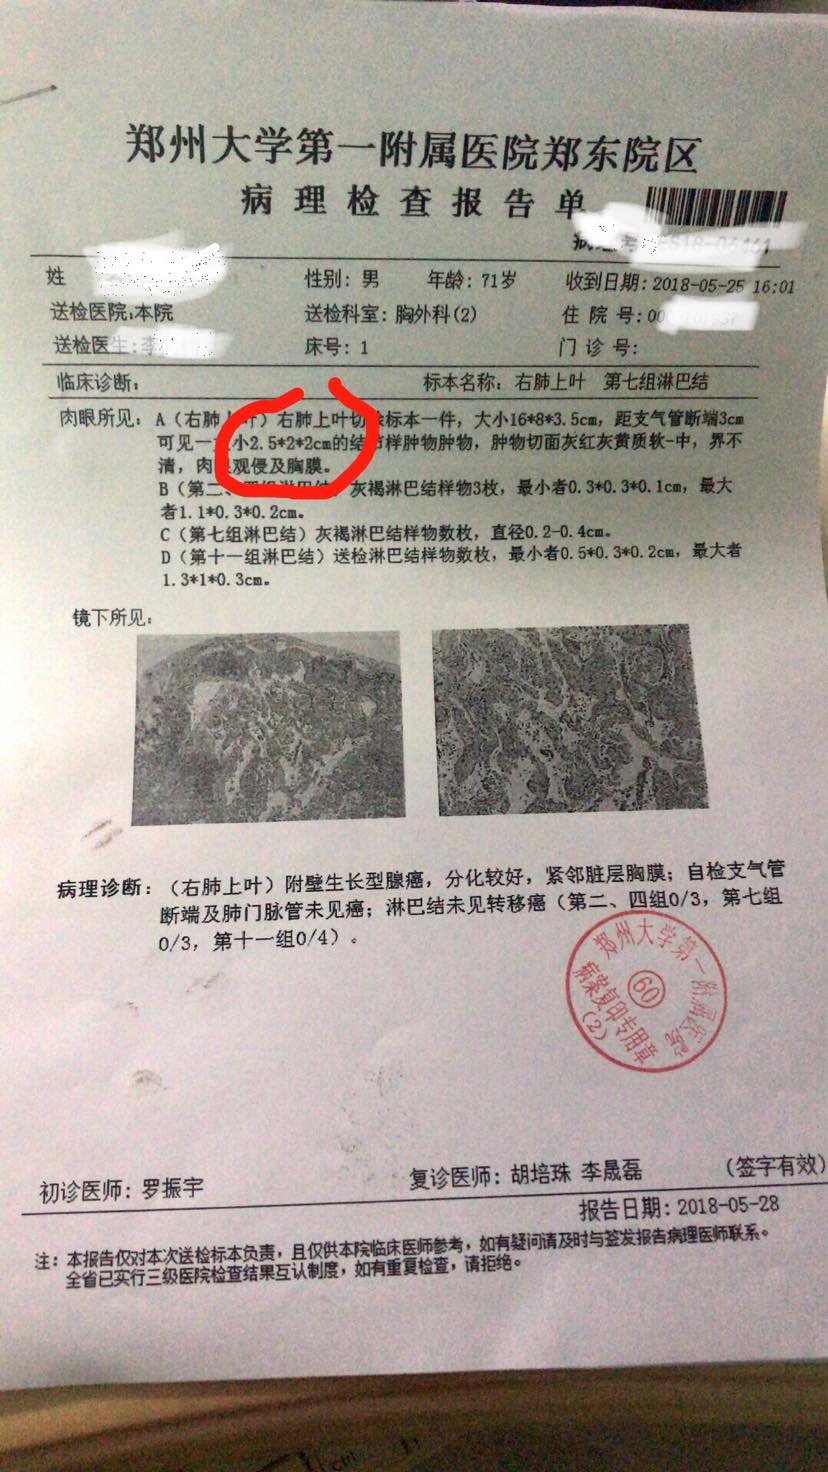 郑州大学第一附属医院郑东院区
病理检查报告单
姓 性别: 男 年龄: 71岁 收到日期: 2018-05-25 16:01
送检医院:本院 送检科室: 胸外科(2) 住 院 号:
送检医生: 床号: 1 门 诊 号:
临床诊断: 标本名称: 右肺上叶 第七组淋巴结
肉眼所见: A(右肺上叶)右肺上叶切除标本一件, 大小16*8*3.5cm, 距支气管断端3cm
可见一大小2.5*2*2cm的结节样肿物肿物, 肿物切面灰红灰黄质软-中, 界不
清, 肉眼观侵及胸膜。
B(第二、四组淋巴结)灰褐淋巴结样物3枚, 最小者0.3*0.3*0.1cm, 最大
者1.1*0.3*0.2cm。
C(第七组淋巴结)灰褐淋巴结样物数枚, 直径0.2-0.4cm。
D(第十一组淋巴结)送检淋巴结样物数枚, 最小者0.5*0.3*0.2cm, 最大者
1.3*1*0.3cm。
镜下所见:
病理诊断: (右肺上叶)附壁生长型腺癌, 分化较好, 紧邻脏层胸膜; 自检支气管
断端及肺门脉管未见癌; 淋巴结未见转移癌(第二、四组0/3, 第七组
0/3, 第十一组0/4)。
郑州大学第一附属医院
60
病案复印专用章
(2)
初诊医师: 罗振宇 复诊医师: 胡培珠 李晟磊 (签字有效)
报告日期: 2018-05-28
注: 本报告仅对本次送检标本负责, 且仅供本院临床医师参考, 如有疑问请及时与签发报告病理医师联系。
全省已实行三级医院检查结果互认制度, 如有重复检查, 请拒绝。